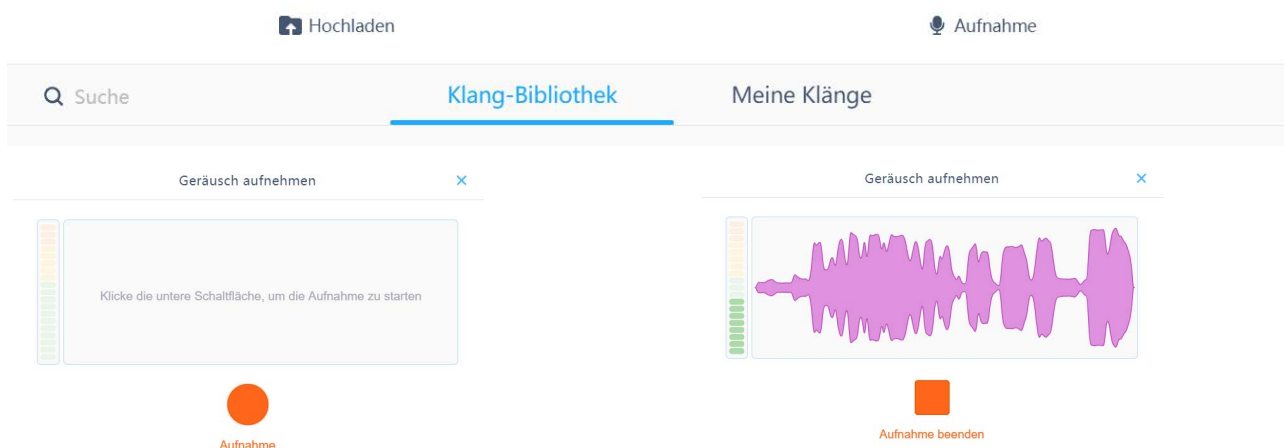 Hochladen
Aufnahme
Suche
Klang-Bibliothek
Meine Klänge
Geräusch aufnehmen
Klicke die untere Schaltfläche, um die Aufnahme zu starten
Aufnahme
Geräusch aufnehmen
Aufnahme beenden